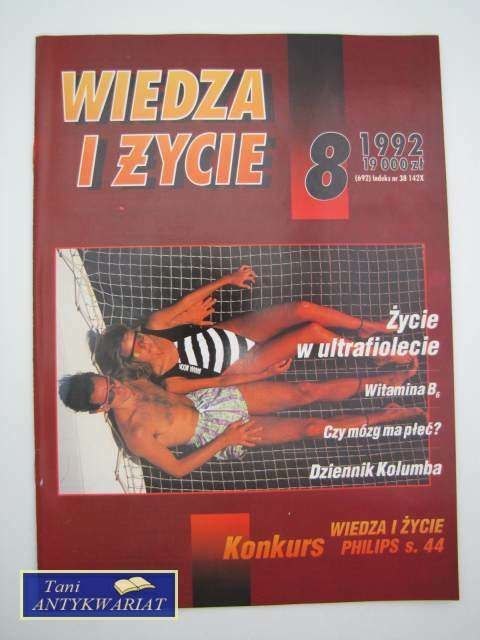 WIEDZA
I ŻYCIE
8
1992
19 000 zł
(692) Indeks nr 38 142X
Życie
w ultrafiolecie
Witamina B₆
Czy mózg ma płeć?
Dziennik Kolumba
Konkurs
WIEDZA I ŻYCIE
PHILIPS s. 44
Tani
ANTYKWARIAT